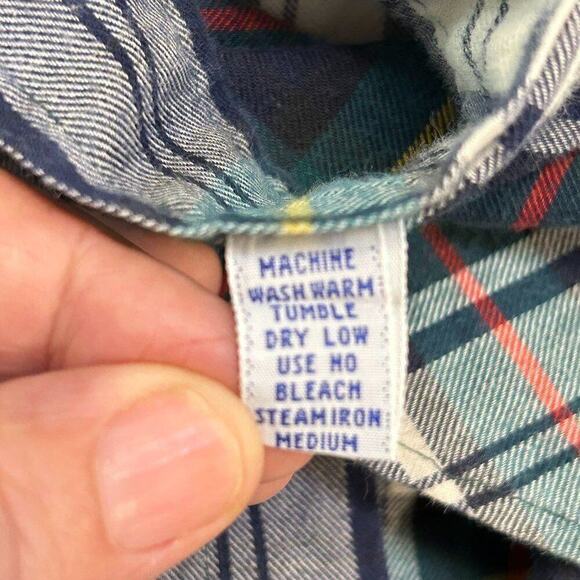 MACHINE
WASH WARM
TUMBLE
DRY LOW
USE NO
BLEACH
STEAM IRON
MEDIUM